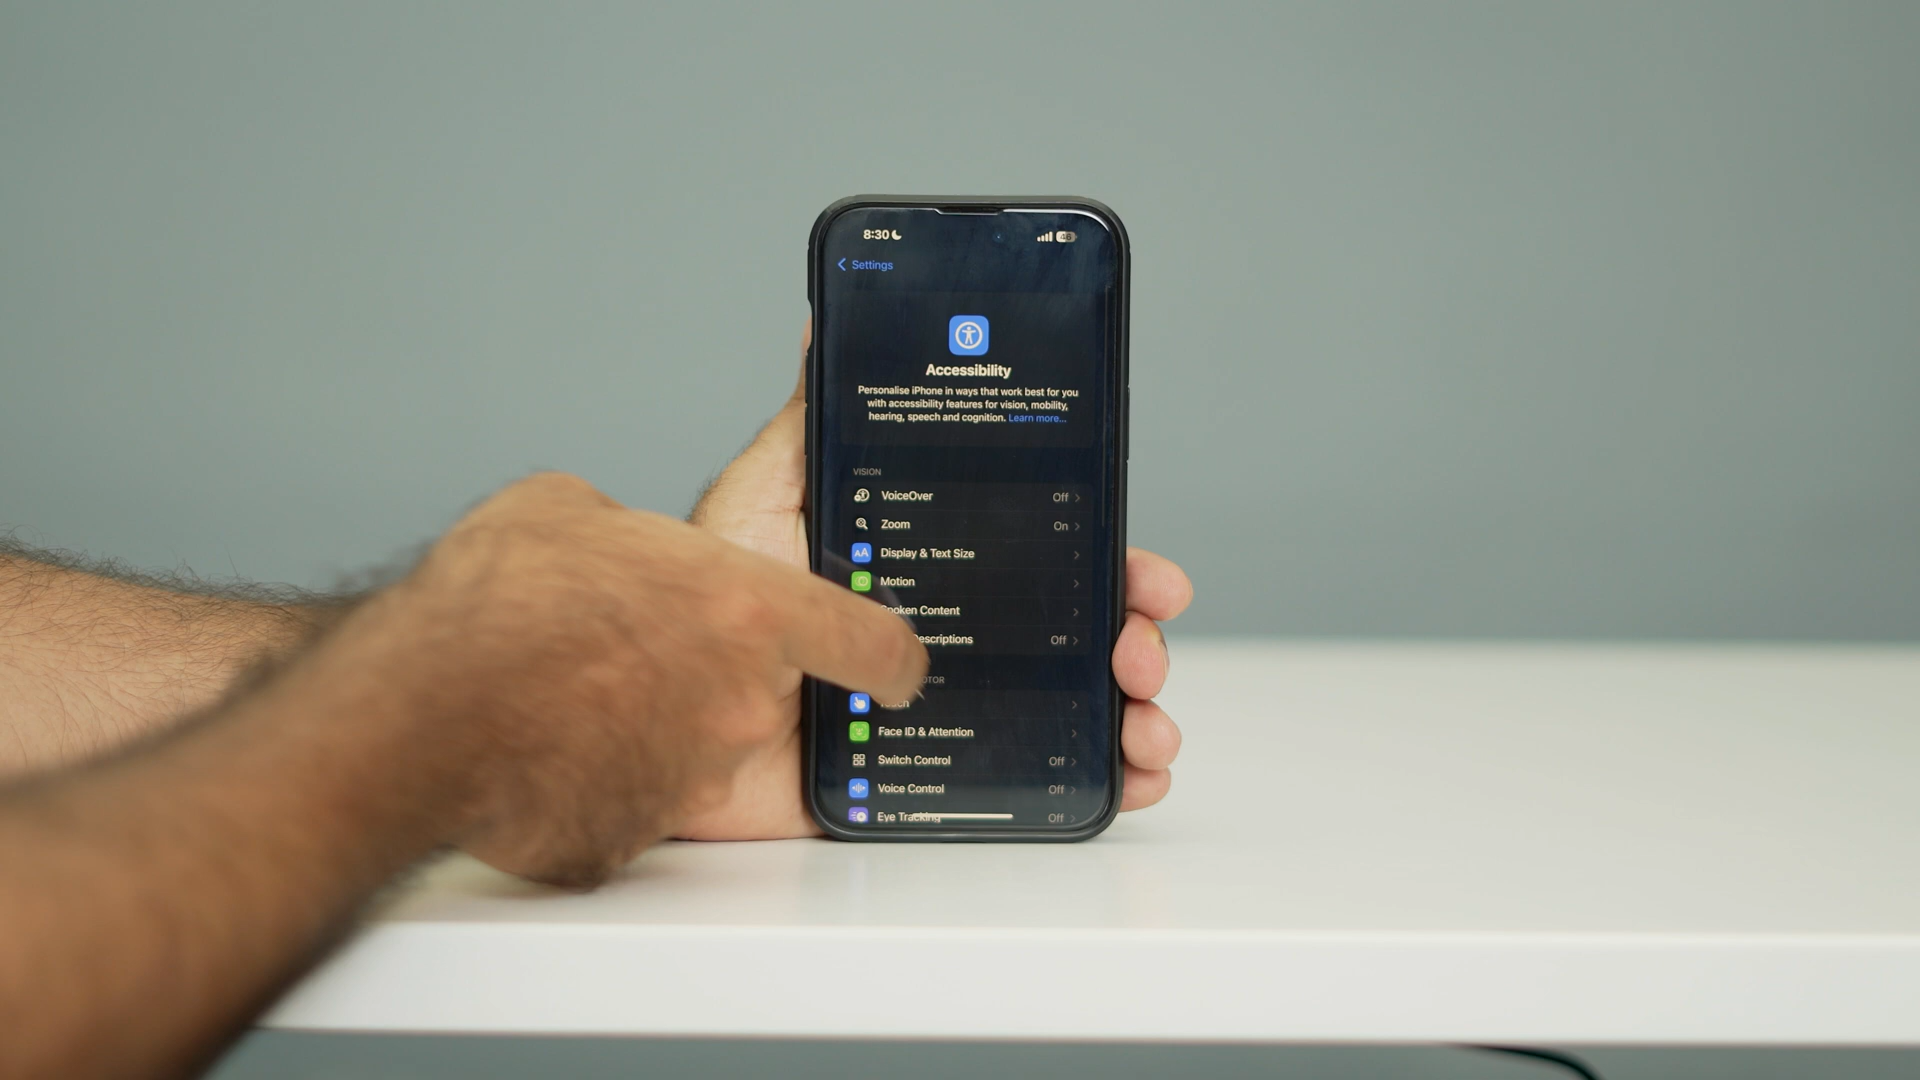 8:30
46
Settings
Accessibility
Personalise iPhone in ways that work best for you
with accessibility features for vision, mobility,
hearing, speech and cognition. Learn more...
VISION
VoiceOver Off
Zoom On
AA Display & Text Size
Motion
Spoken Content
Descriptions Off
Face ID & Attention
Switch Control Off
Voice Control Off
Eye Tracking Off